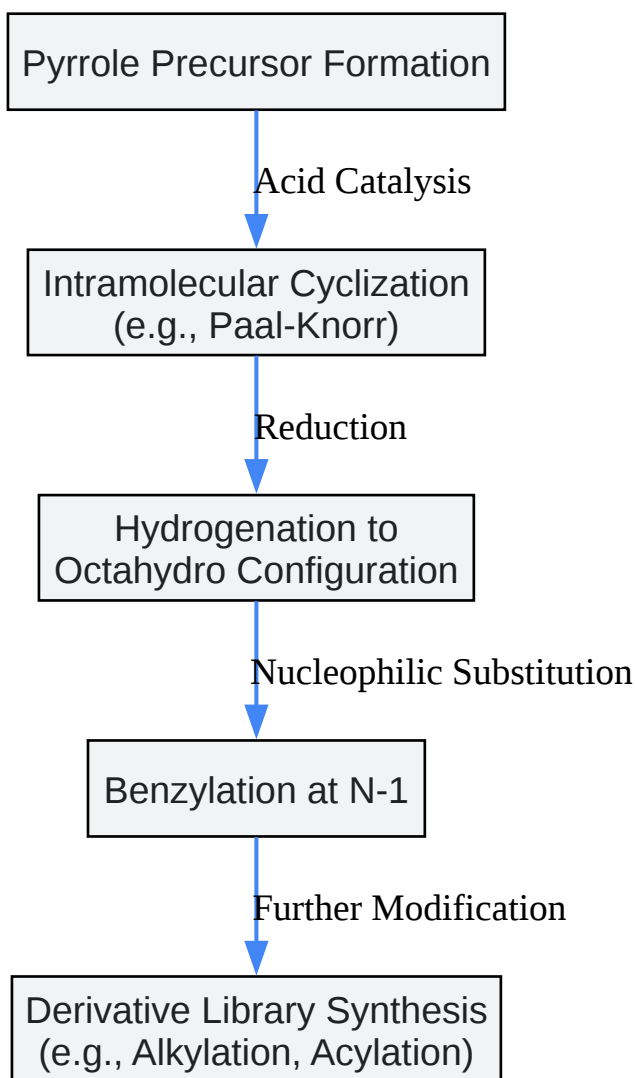 Pyrrole Precursor Formation
Acid Catalysis
Intramolecular Cyclization
(e.g., Paal-Knorr)
Reduction
Hydrogenation to
Octahydro Configuration
Nucleophilic Substitution
Benzylation at N-1
Further Modification
Derivative Library Synthesis
(e.g., Alkylation, Acylation)